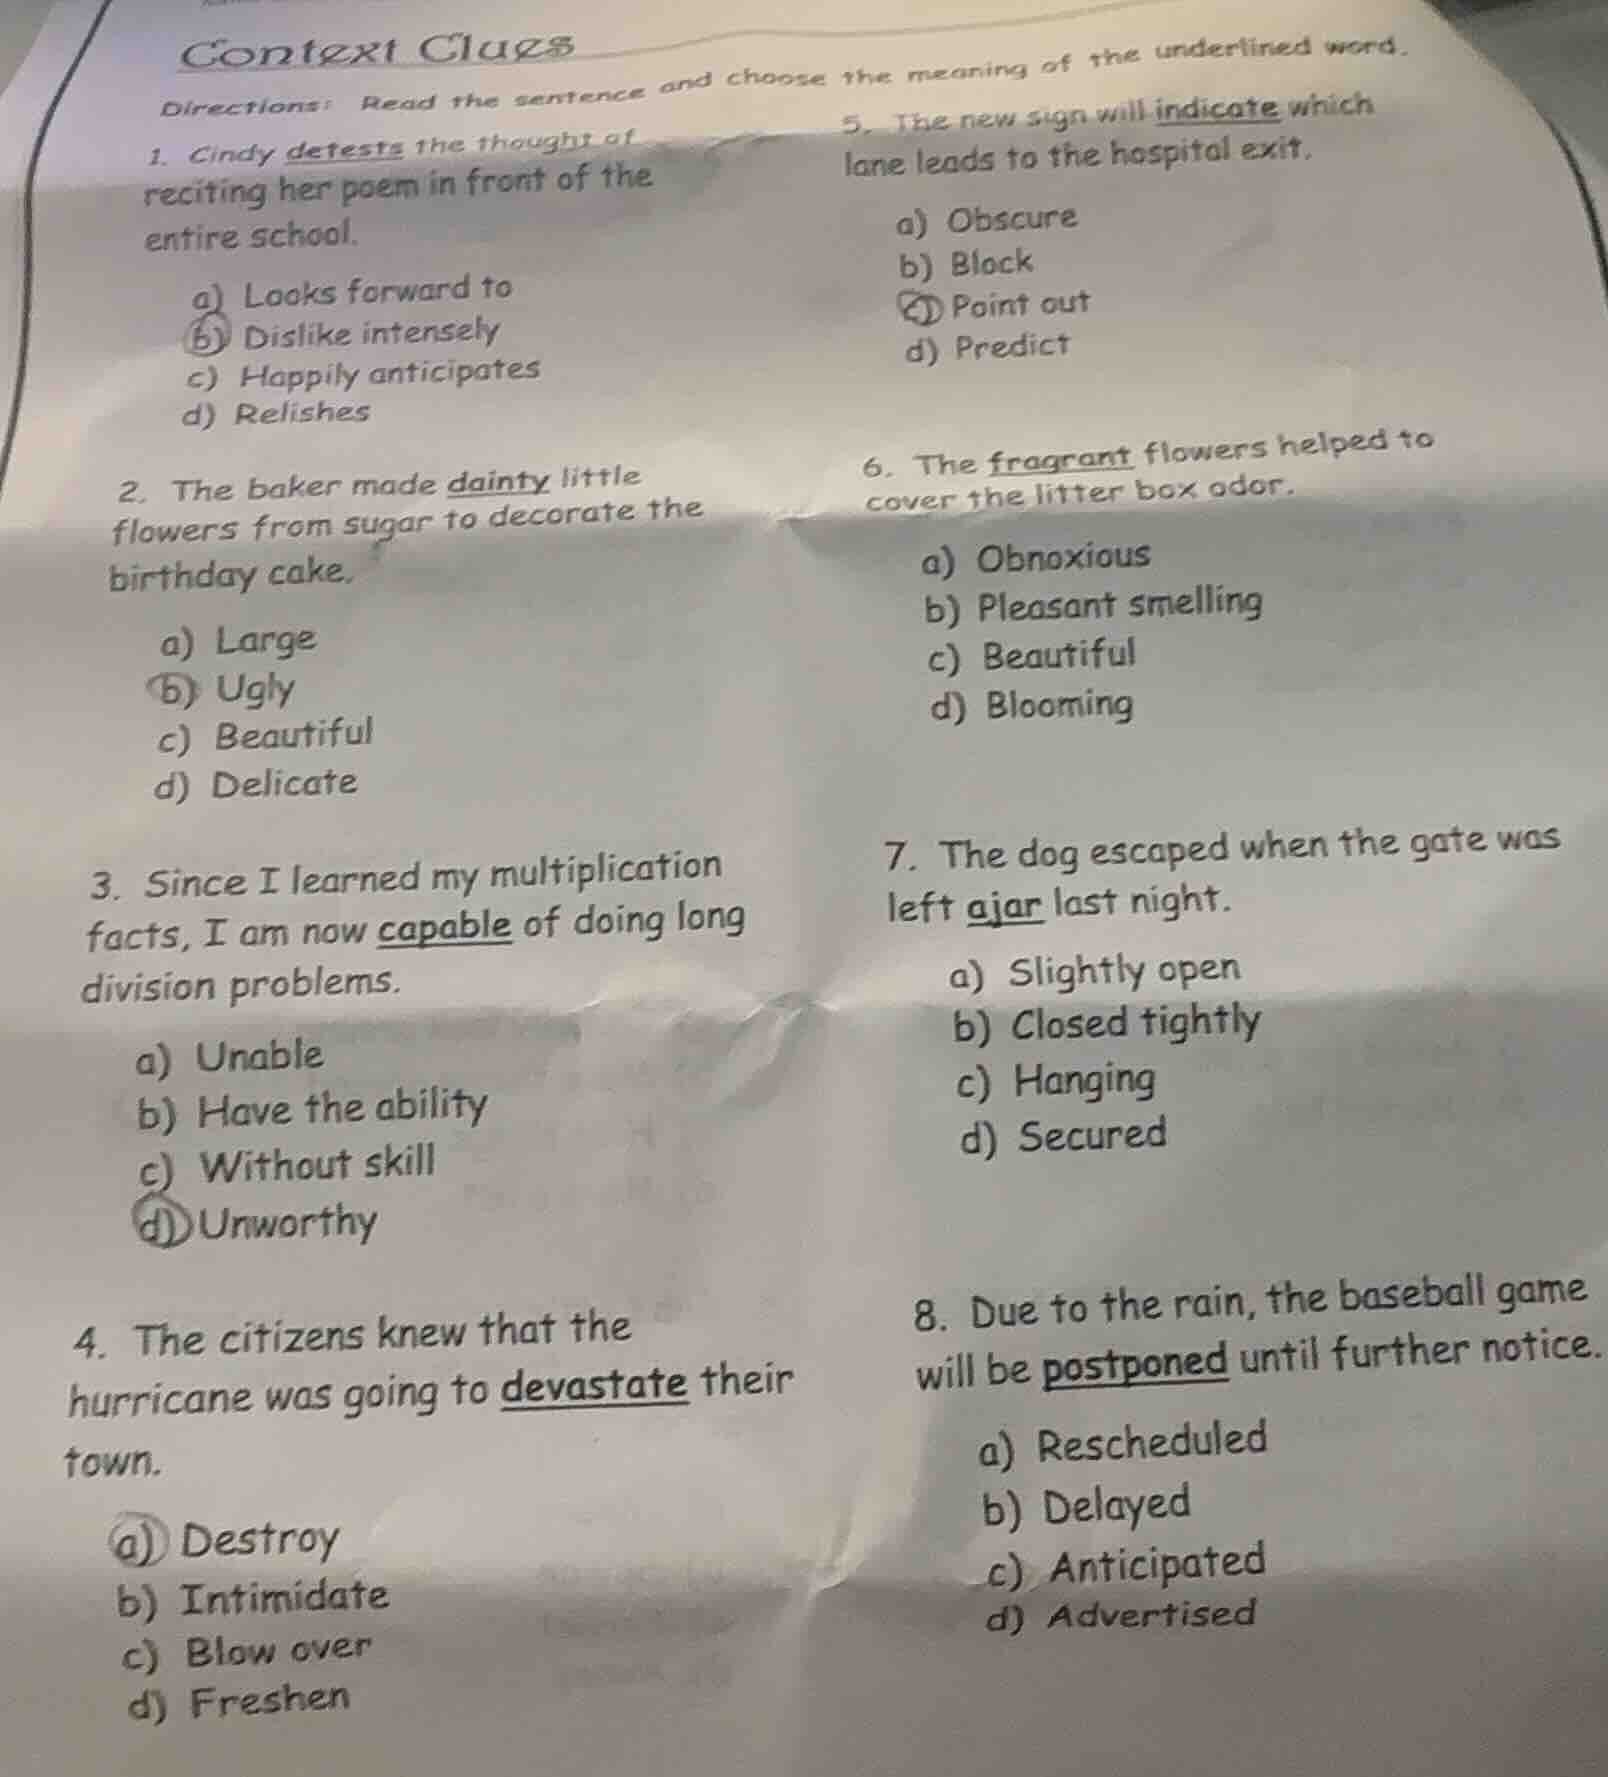 Context Clues
Directions: Read the sentence and choose the meaning of the underlined word.
1. Cindy detests the thought of
reciting her poem in front of the
entire school.
a) Looks forward to
b) Dislike intensely
c) Happily anticipates
d) Relishes
2. The baker made dainty little
flowers from sugar to decorate the
birthday cake.
a) Large
b) Ugly
c) Beautiful
d) Delicate
3. Since I learned my multiplication
facts, I am now capable of doing long
division problems.
a) Unable
b) Have the ability
c) Without skill
d) Unworthy
4. The citizens knew that the
hurricane was going to devastate their
town.
a) Destroy
b) Intimidate
c) Blow over
d) Freshen
5. The new sign will indicate which
lane leads to the hospital exit.
a) Obscure
b) Block
c) Point out
d) Predict
6. The fragrant flowers helped to
cover the litter box odor.
a) Obnoxious
b) Pleasant smelling
c) Beautiful
d) Blooming
7. The dog escaped when the gate was
left ajar last night.
a) Slightly open
b) Closed tightly
c) Hanging
d) Secured
8. Due to the rain, the baseball game
will be postponed until further notice.
a) Rescheduled
b) Delayed
c) Anticipated
d) Advertised